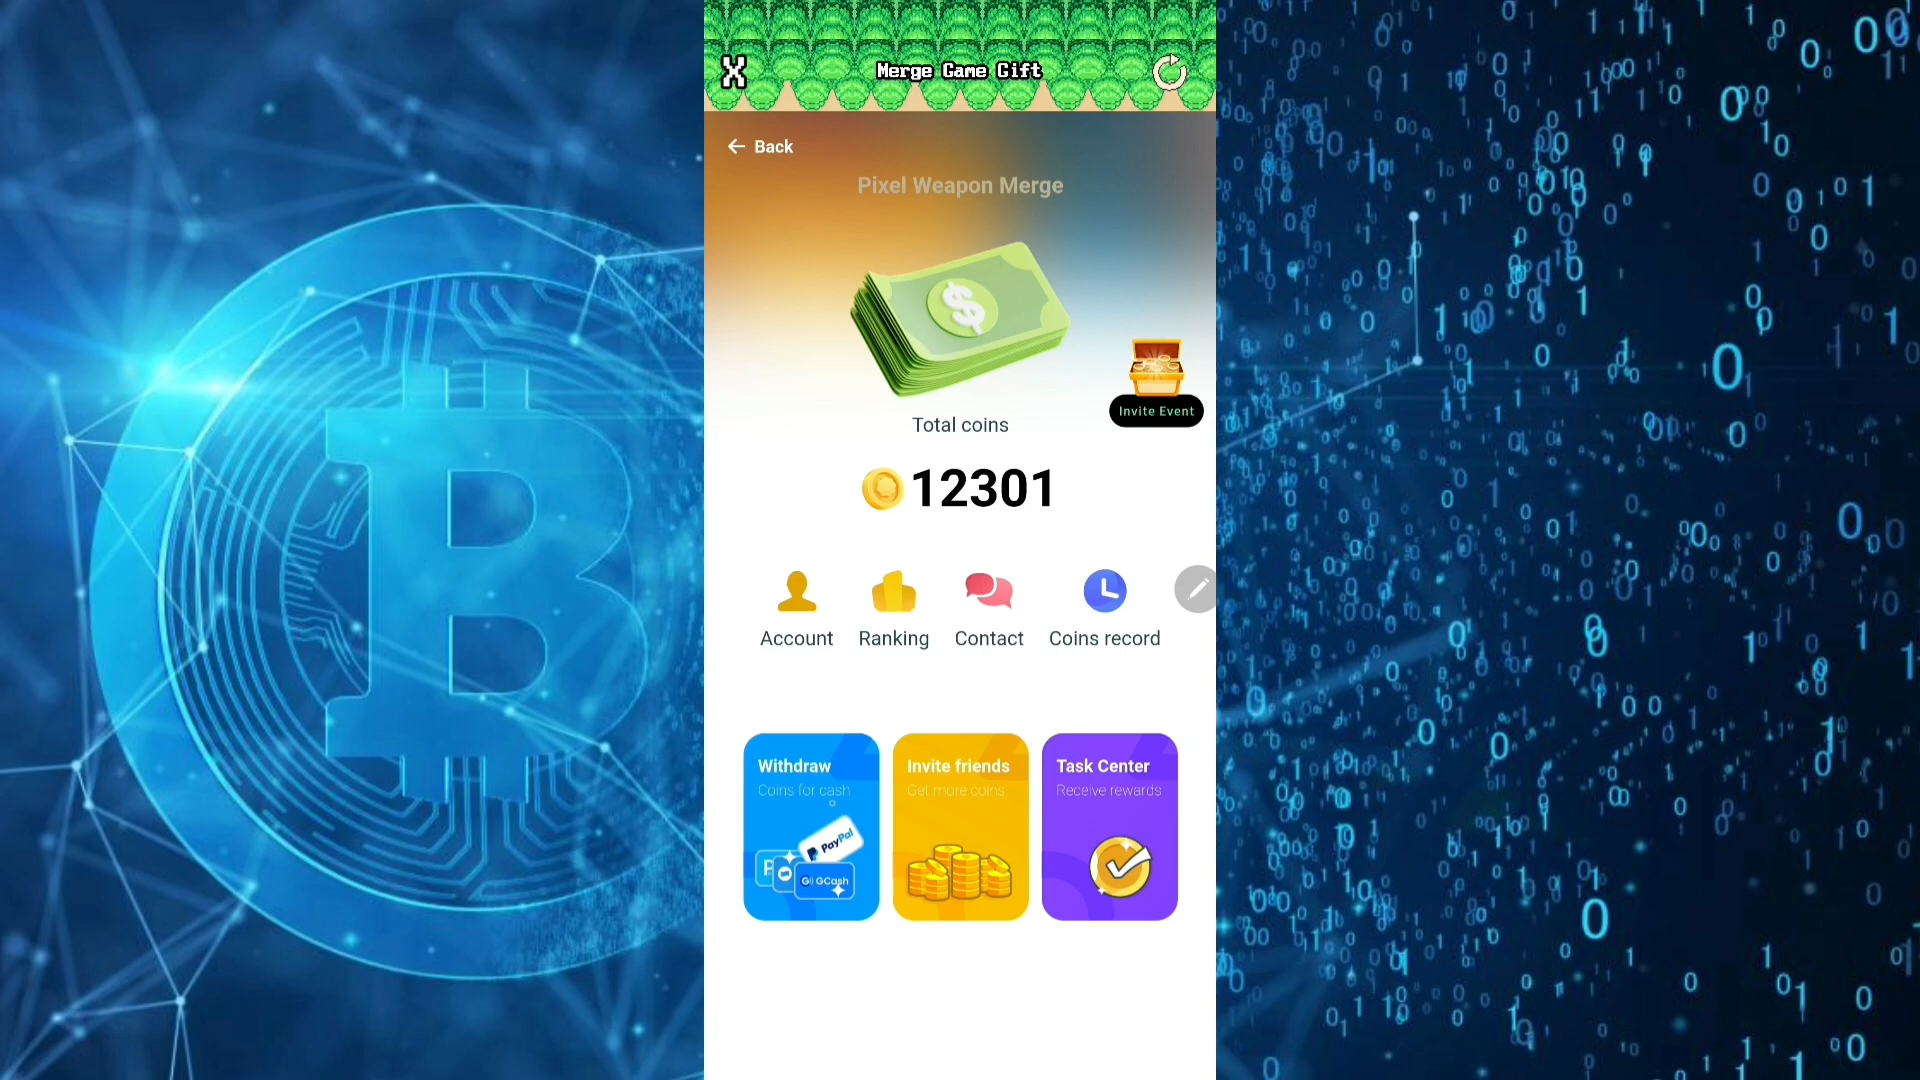 X
Merge Game Gift
Back
Pixel Weapon Merge
Invite Event
Total coins
12301
Account
Ranking
Contact
Coins record
Withdraw
Coins for cash
PayPal
GCash
Invite friends
Get more coins
Task Center
Receive rewards